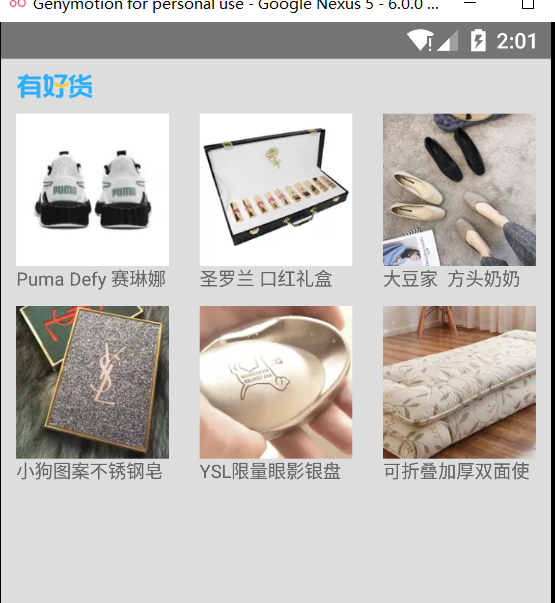 Genymotion for personal use - Google Nexus 5 - 6.0.0 ...
2:01
有好货
PUMA PUMA
Puma Defy 赛琳娜
圣罗兰 口红礼盒
大豆家 方头奶奶
小狗图案不锈钢皂
YSL限量眼影银盘
可折叠加厚双面使